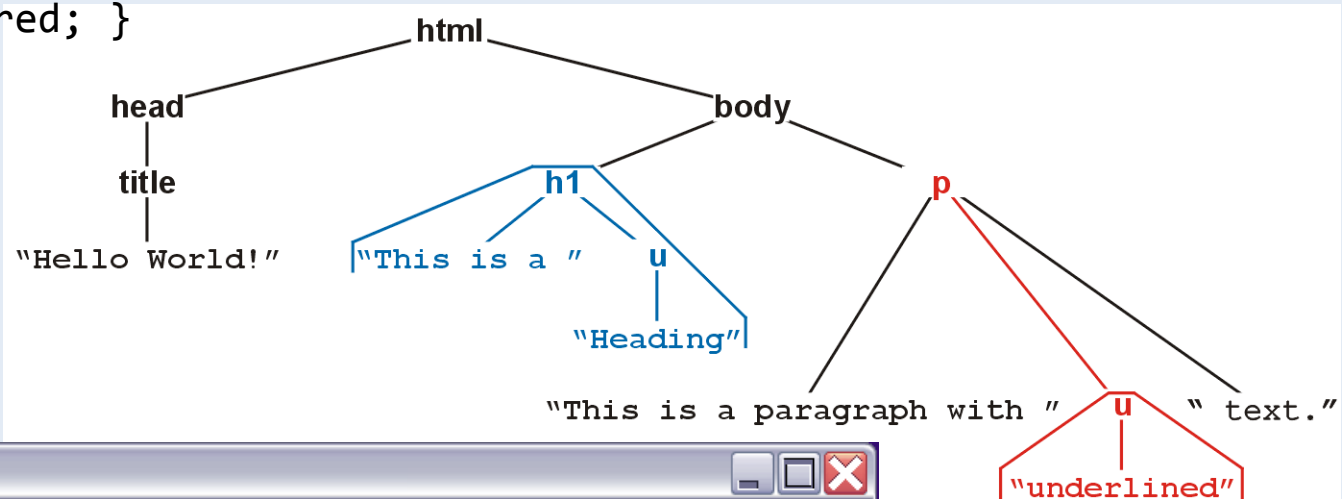 red; }
html
head body
title h1 p
“Hello World!” “This is a ” u
“Heading”
“This is a paragraph with ” u “ text.”
“underlined”